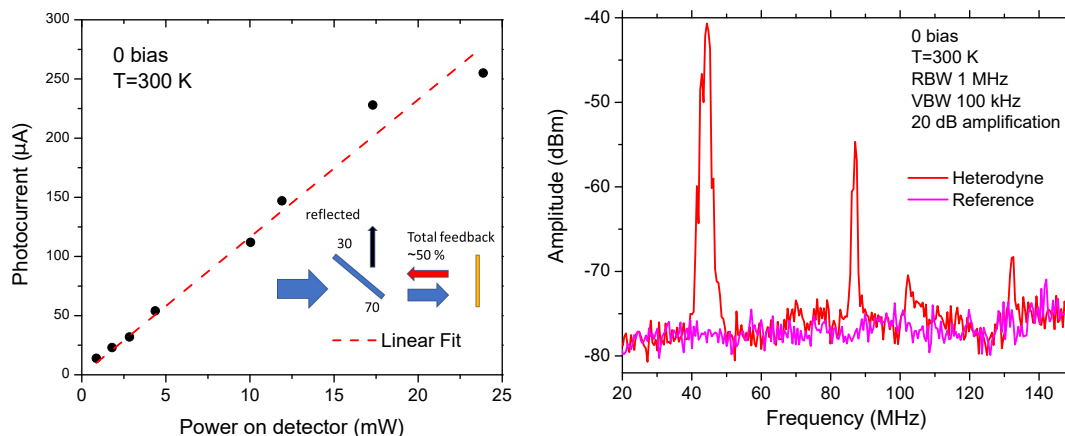 0 bias
T=300 K
reflected
30
70
Total feedback
~50 %
Linear Fit
Photocurrent (µA)
300
250
200
150
100
50
0
0 5 10 15 20 25
Power on detector (mW)
0 bias
T=300 K
RBW 1 MHz
VBW 100 kHz
20 dB amplification
Heterodyne
Reference
Amplitude (dBm)
-40
-50
-60
-70
-80
20 40 60 80 100 120 140
Frequency (MHz)